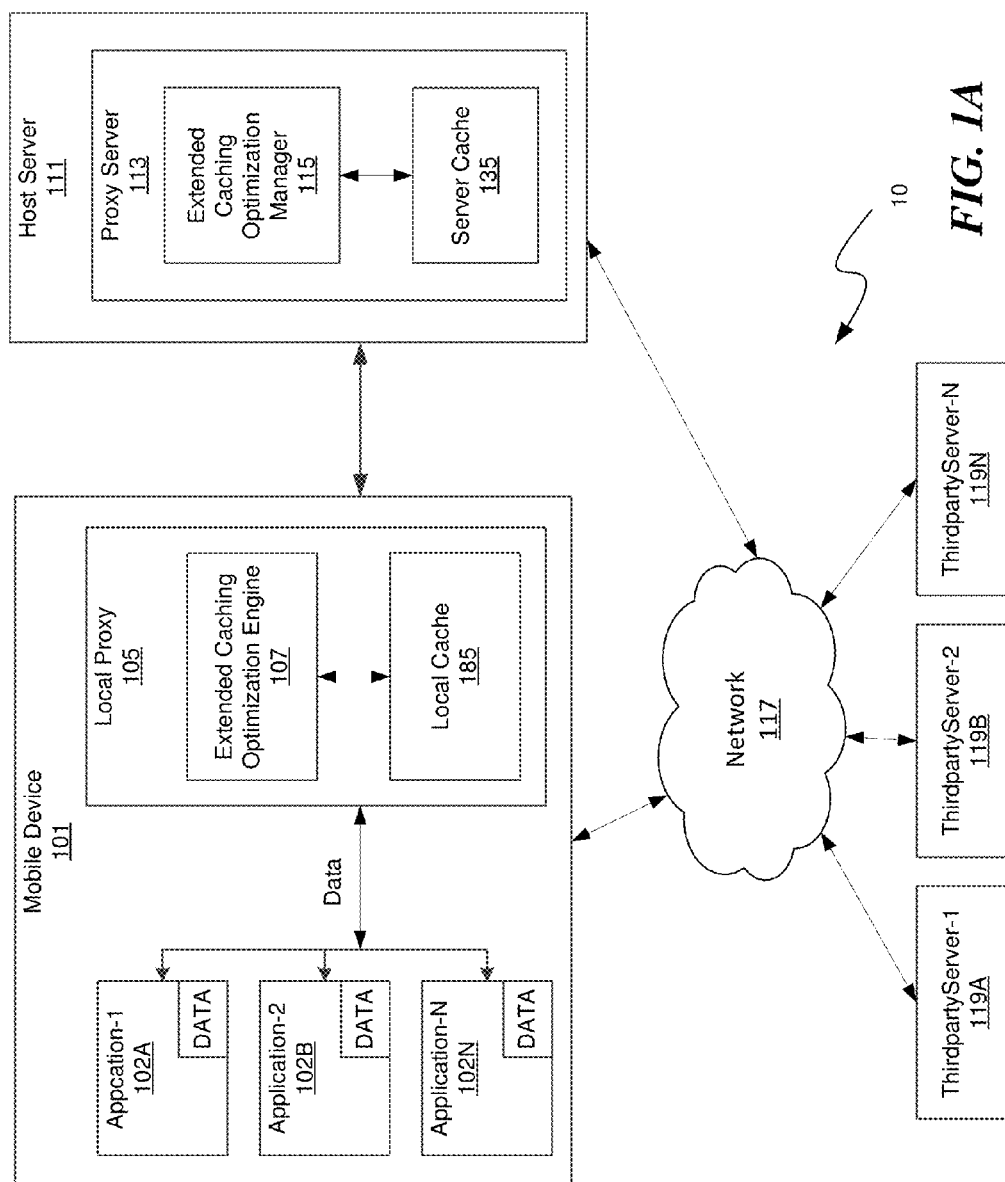 Mobile Device
101
Appcation-1
102A
DATA
Application-2
102B
DATA
Application-N
102N
DATA
Data
Local Proxy
105
Extended Caching
Optimization Engine
107
Local Cache
185
Host Server
111
Proxy Server
113
Extended
Caching
Optimization
Manager
115
Server Cache
135
Network
117
ThirdpartyServer-1
119A
ThirdpartyServer-2
119B
ThirdpartyServer-N
119N
10
FIG. 1A